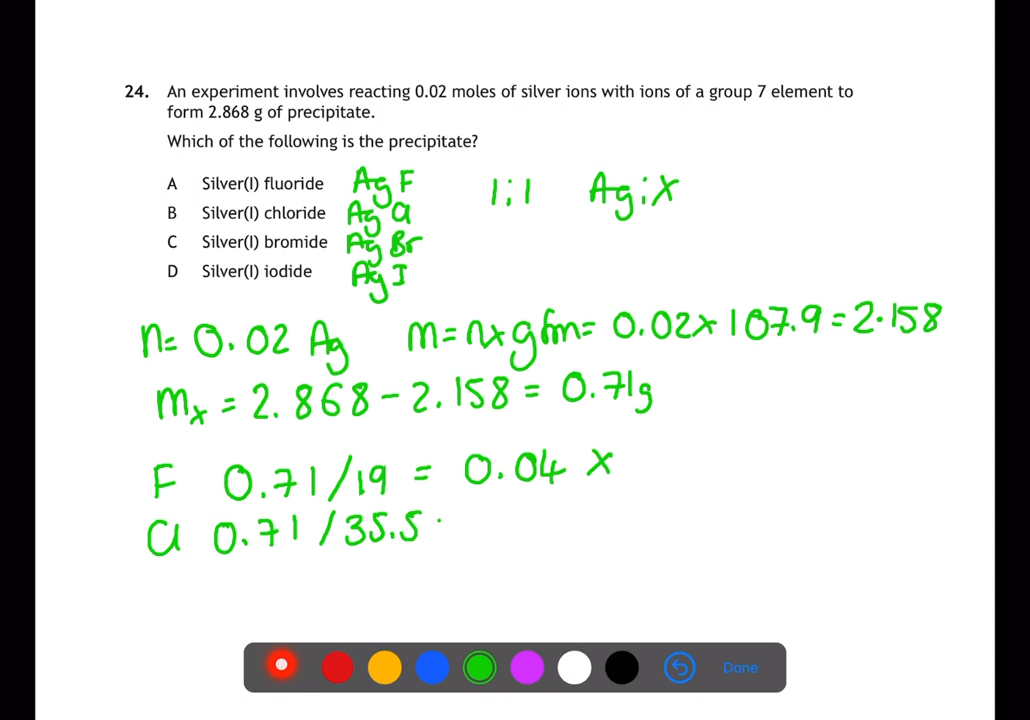 24. An experiment involves reacting 0.02 moles of silver ions with ions of a group 7 element to
form 2.868 g of precipitate.
Which of the following is the precipitate?
A Silver(I) fluoride AgF
B Silver(I) chloride AgCl
C Silver(I) bromide AgBr
D Silver(I) iodide AgI
1:1 Ag:X
n= 0.02 Ag m=nxgfm= 0.02x107.9=2.158
mx = 2.868-2.158 = 0.71g
F 0.71/19 = 0.04 x
Cl 0.71/35.5
Done